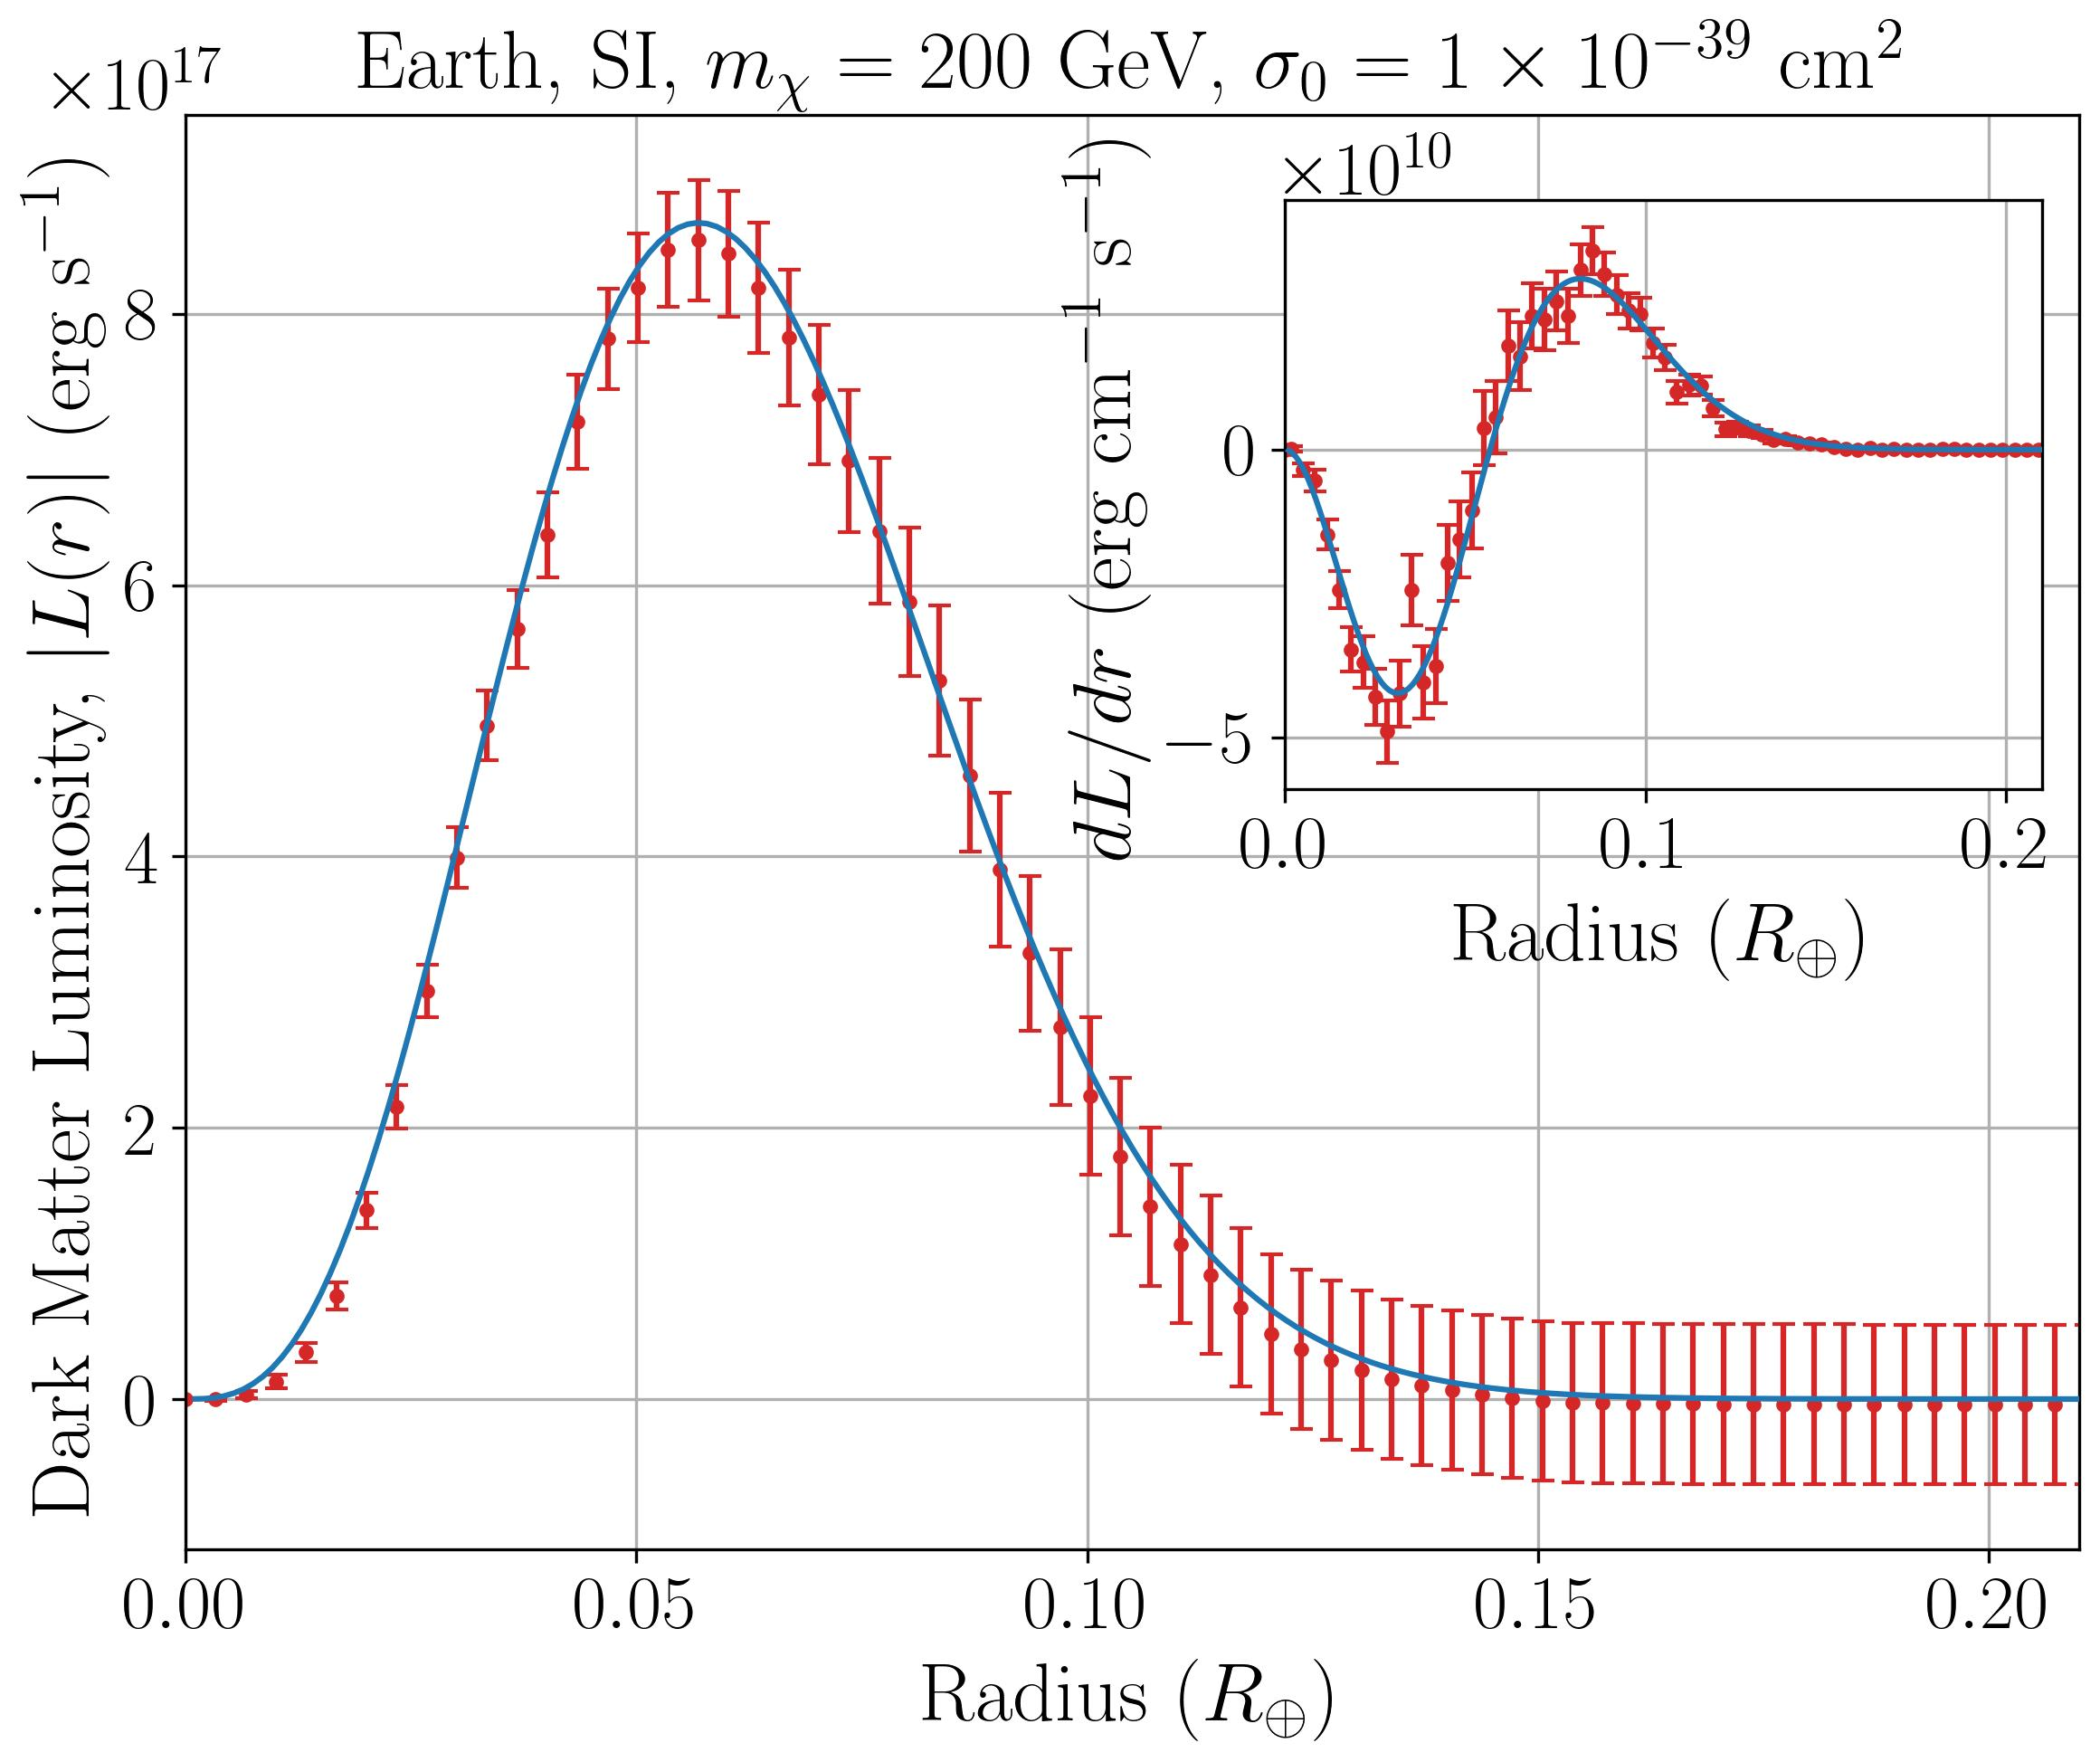 ×10¹⁷
Earth, SI, mχ = 200 GeV, σ₀ = 1 × 10⁻³⁹ cm²
Dark Matter Luminosity, |L(r)| (erg s⁻¹)
8
6
4
2
0
0.00 0.05 0.10 0.15 0.20
Radius (R⊕)
×10¹⁰
dL/dr (erg cm⁻¹ s⁻¹)
0
−5
0.0 0.1 0.2
Radius (R⊕)